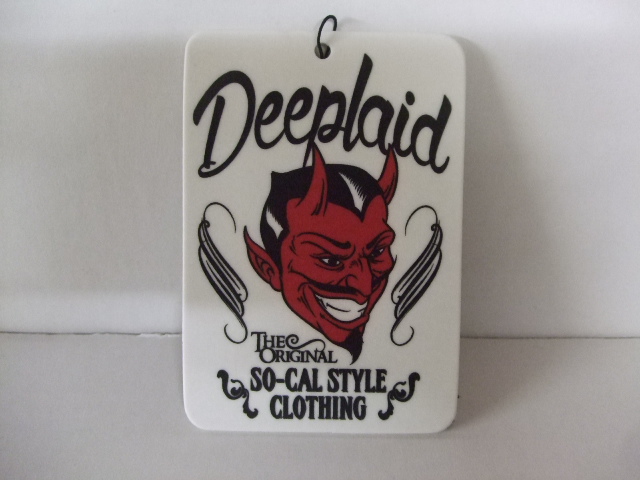 Deeplaid
THE
ORIGINAL
SO-CAL STYLE
CLOTHING